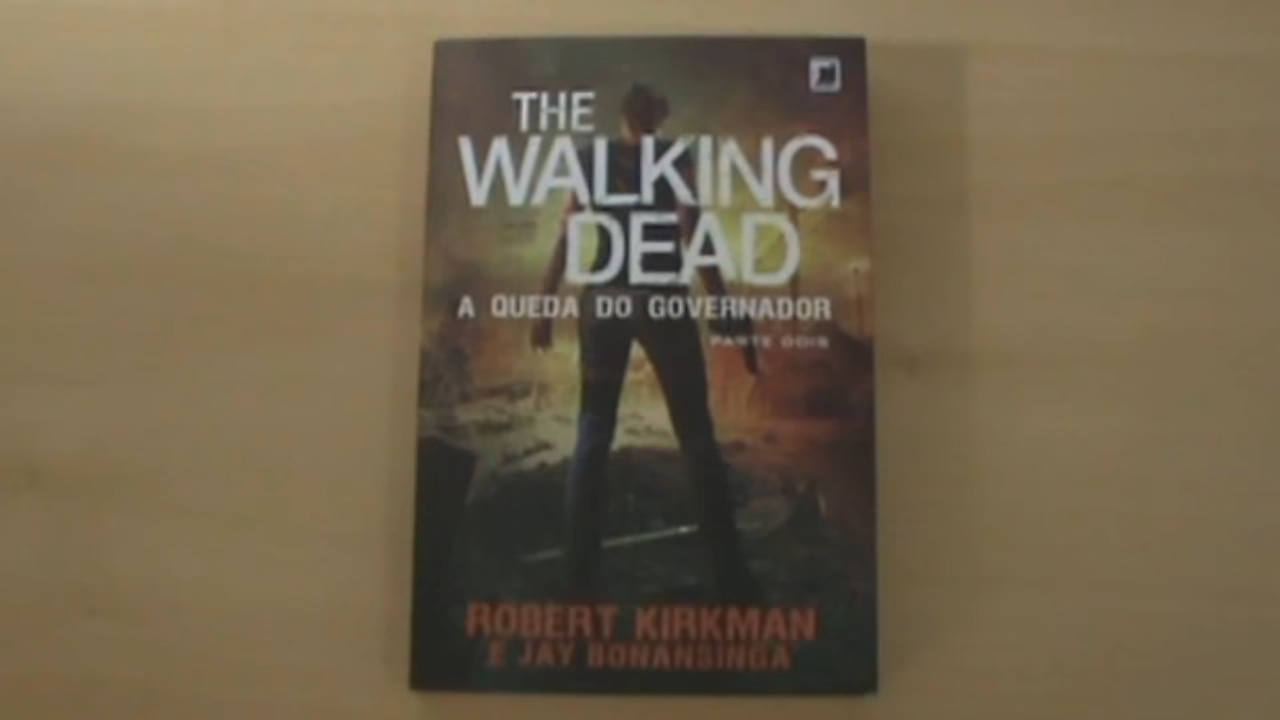 THE
WALKING
DEAD
A QUEDA DO GOVERNADOR
PARTE DOIS
ROBERT KIRKMAN
E JAY BONANSINGA